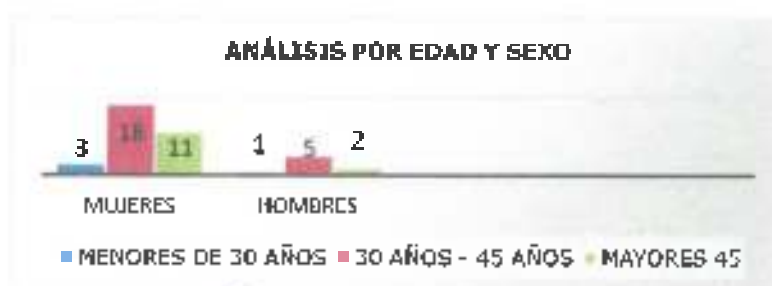 ANÁLISIS POR EDAD Y SEXO
3 18 11 1 5 2
MUJERES HOMBRES
MENORES DE 30 AÑOS 30 AÑOS - 45 AÑOS MAYORES 45